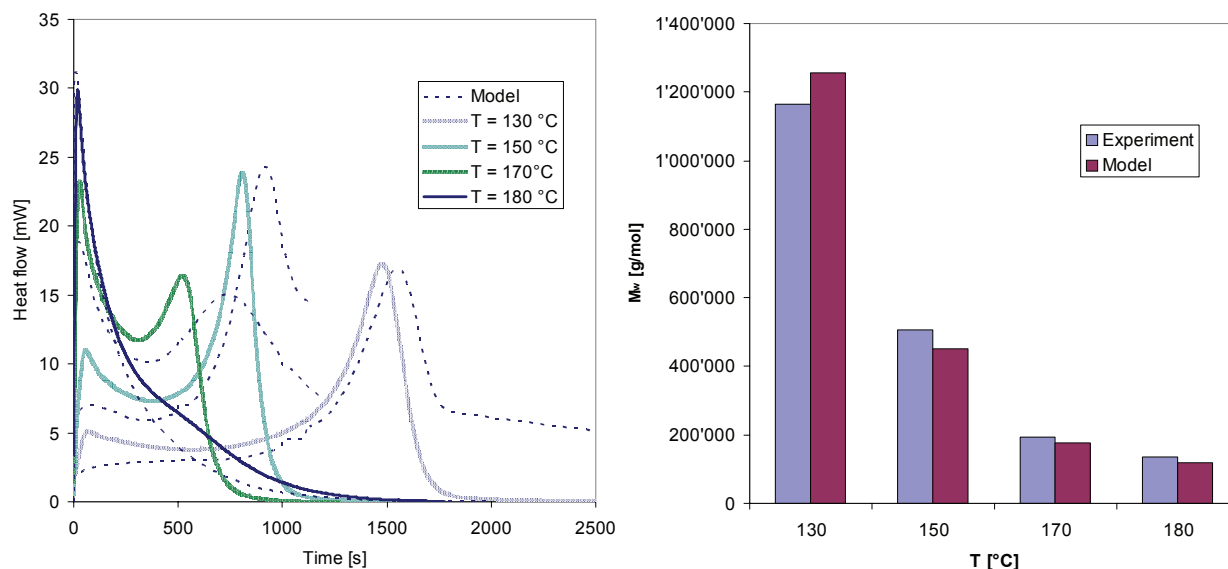 35
30
25
20
15
10
5
0
Heat flow [mW]
0 500 1000 1500 2000 2500
Time [s]
Model
T = 130 °C
T = 150 °C
T = 170°C
T = 180 °C
1'400'000
1'200'000
1'000'000
800'000
600'000
400'000
200'000
0
Mw [g/mol]
130 150 170 180
T [°C]
Experiment
Model